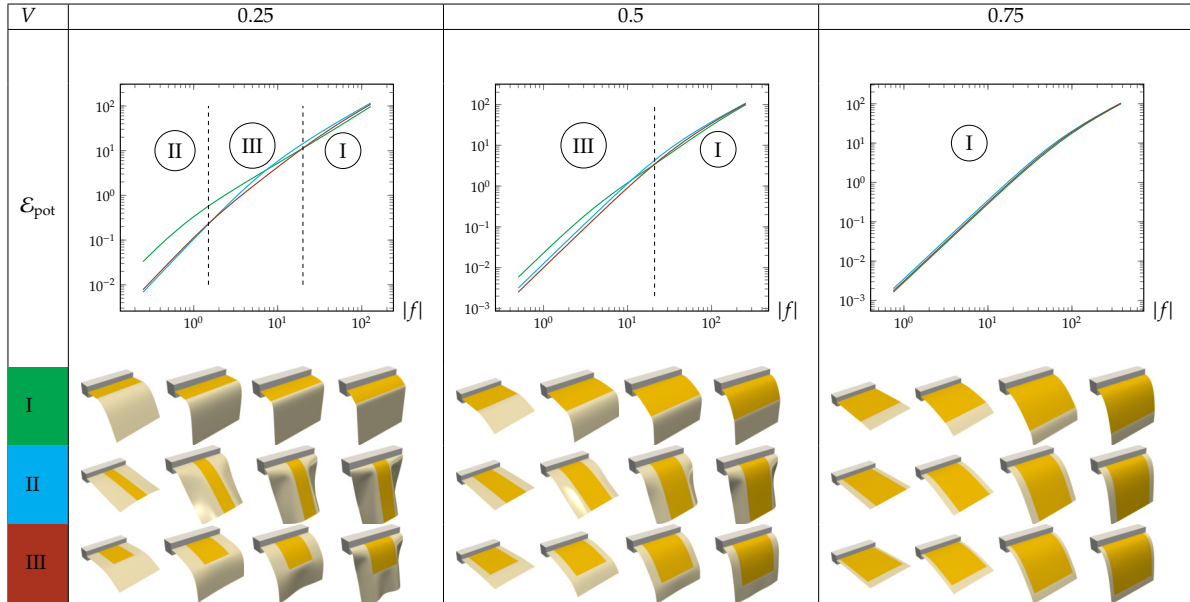 V 0.25 0.5 0.75
10² 10² 10²
II III I III I I
10¹ 10¹ 10¹
10⁰ 10⁰ 10⁰
ℰpot
10⁻¹ 10⁻¹ 10⁻¹
10⁻² 10⁻² 10⁻²
10⁻³ 10⁻³
10⁰ 10¹ 10² |f| 10⁰ 10¹ 10² |f| 10⁰ 10¹ 10² |f|
I
II
III